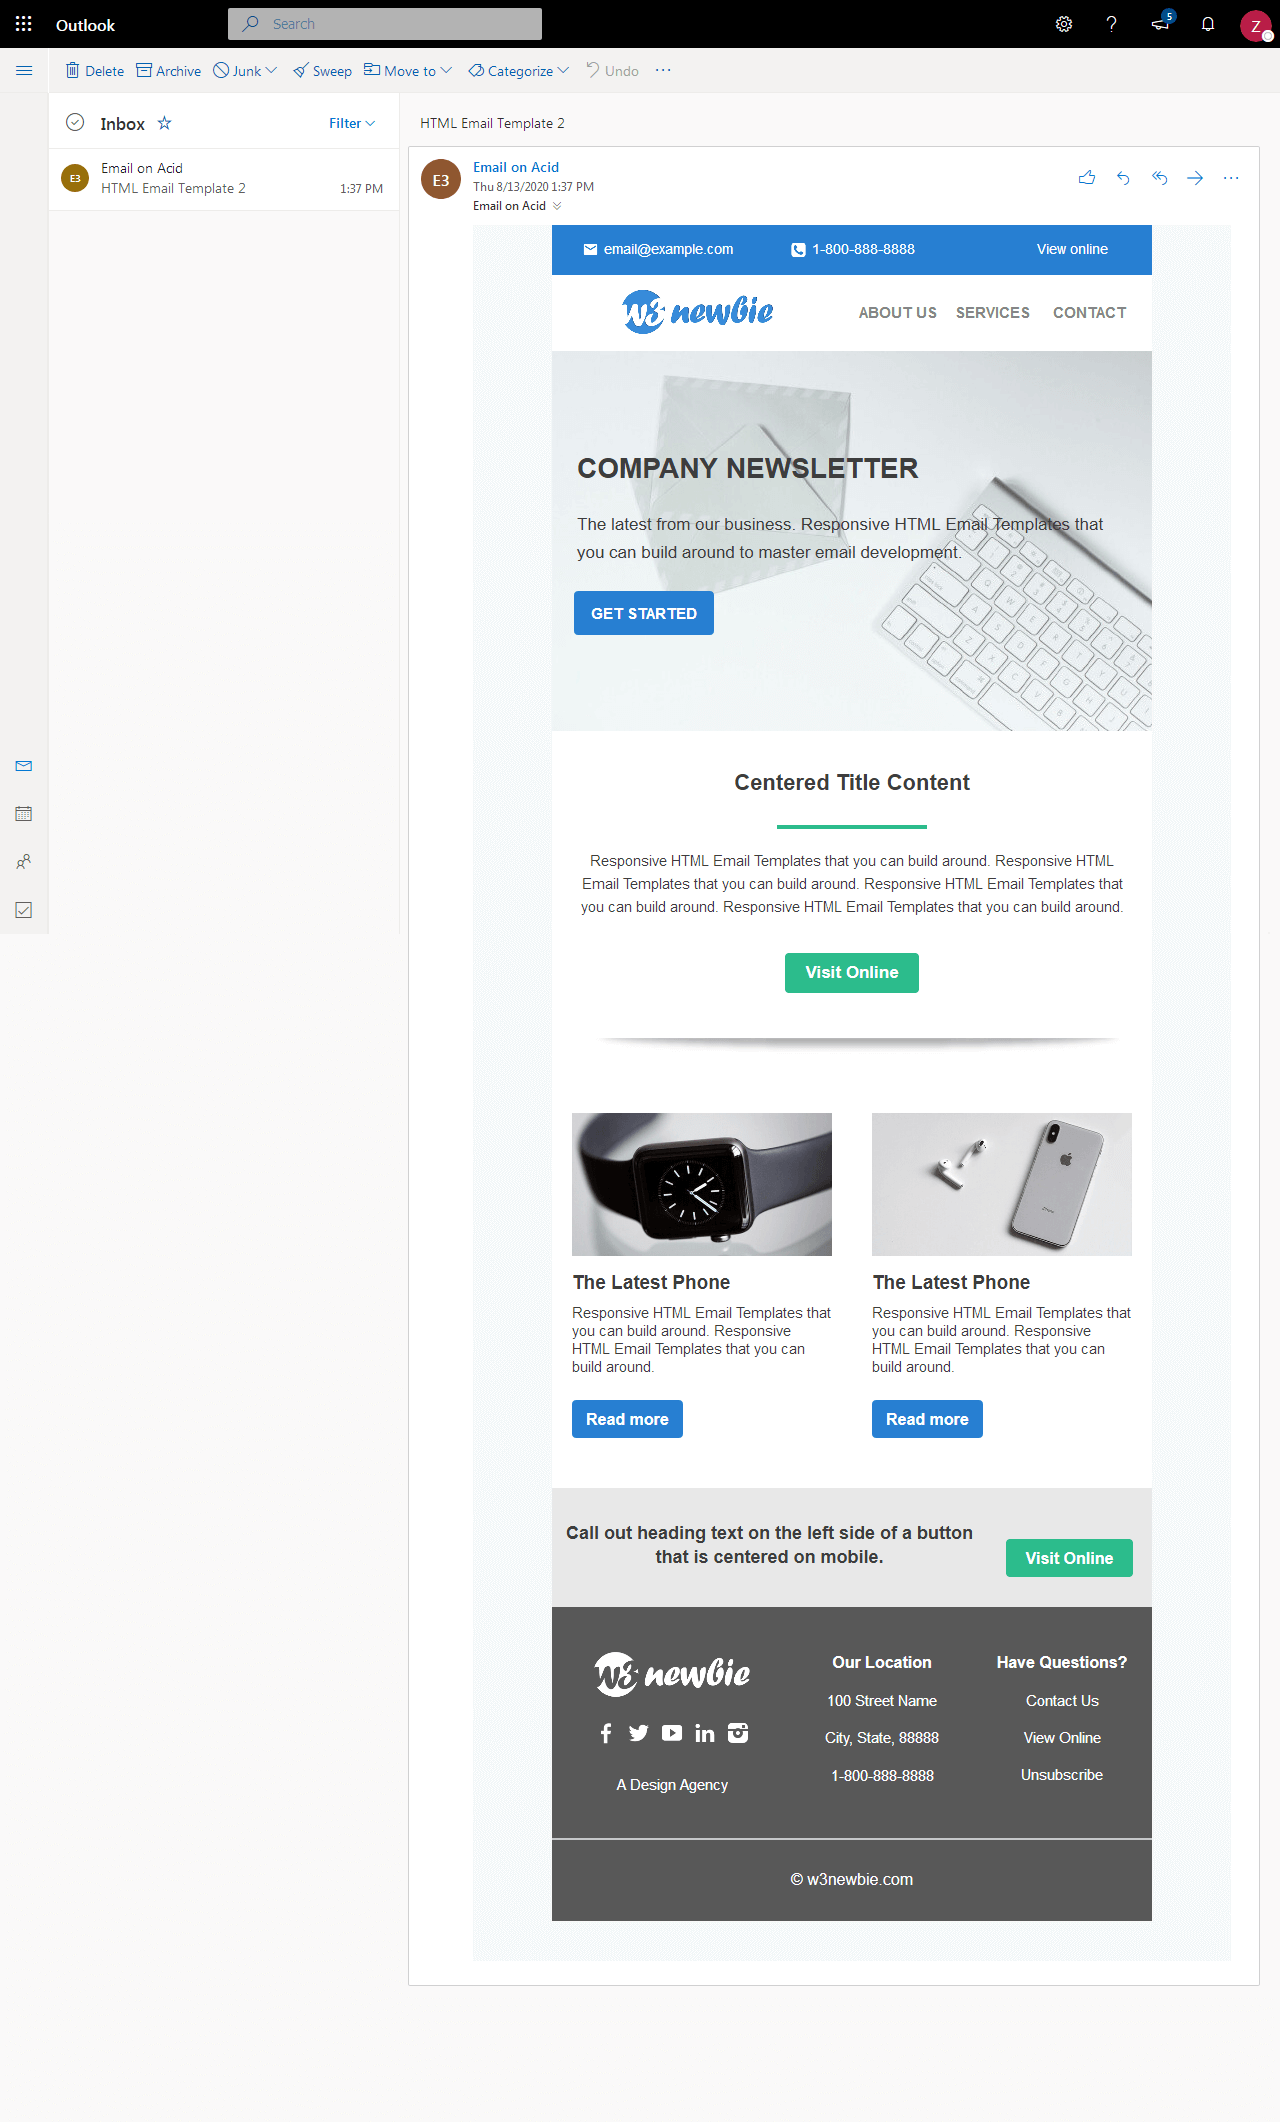 Outlook
Search
5
Z
Delete
Archive
Junk
Sweep
Move to
Categorize
Undo
Inbox
Filter
HTML Email Template 2
E3
Email on Acid
HTML Email Template 2
1:37 PM
E3
Email on Acid
Thu 8/13/2020 1:37 PM
Email on Acid
email@example.com
1-800-888-8888
View online
w3 newbie
ABOUT US
SERVICES
CONTACT
COMPANY NEWSLETTER
The latest from our business. Responsive HTML Email Templates that
you can build around to master email development.
GET STARTED
Centered Title Content
Responsive HTML Email Templates that you can build around. Responsive HTML
Email Templates that you can build around. Responsive HTML Email Templates that
you can build around. Responsive HTML Email Templates that you can build around.
Visit Online
The Latest Phone
Responsive HTML Email Templates that
you can build around. Responsive
HTML Email Templates that you can
build around.
Read more
The Latest Phone
Responsive HTML Email Templates that
you can build around. Responsive
HTML Email Templates that you can
build around.
Read more
Call out heading text on the left side of a button
that is centered on mobile.
Visit Online
w3 newbie
A Design Agency
Our Location
100 Street Name
City, State, 88888
1-800-888-8888
Have Questions?
Contact Us
View Online
Unsubscribe
© w3newbie.com